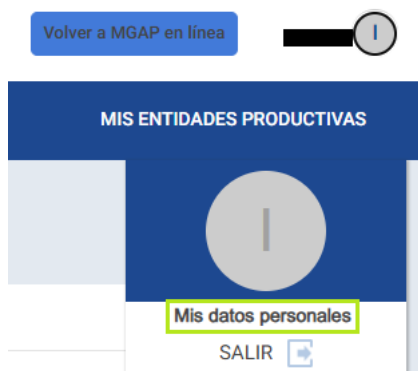 Volver a MGAP en línea
I
MIS ENTIDADES PRODUCTIVAS
I
Mis datos personales
SALIR